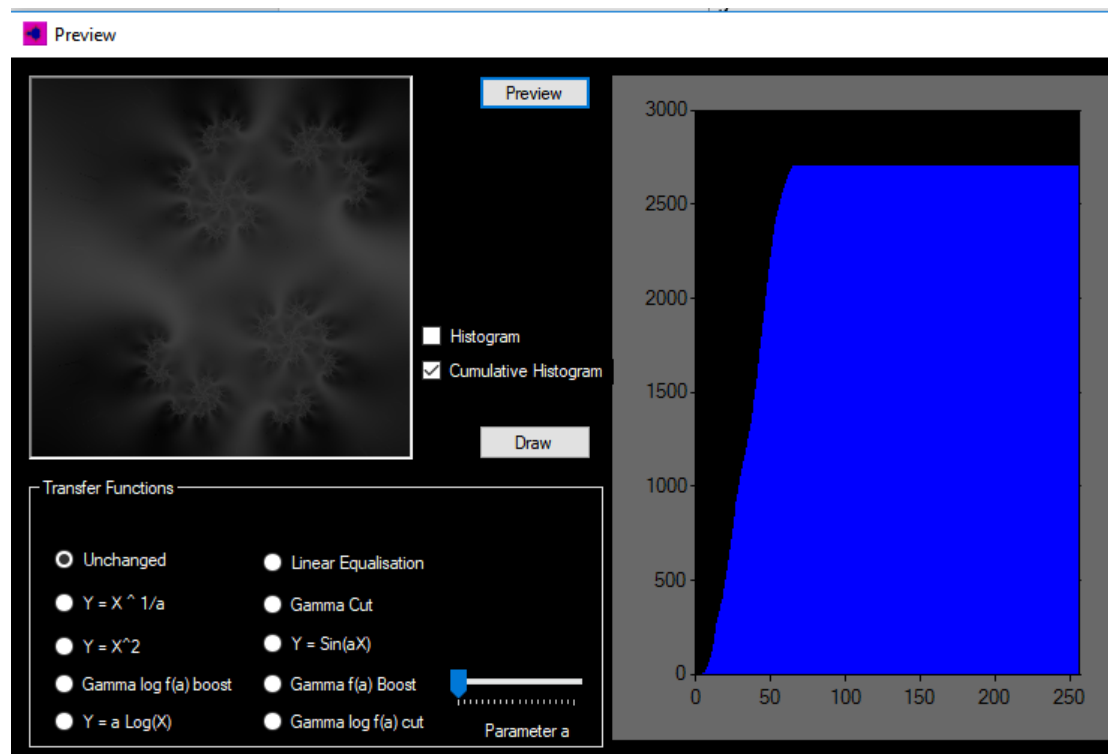 Preview
Preview
Histogram
Cumulative Histogram
Draw
Transfer Functions
Unchanged
Linear Equalisation
Y = X ^ 1/a
Gamma Cut
Y = X^2
Y = Sin(aX)
Gamma log f(a) boost
Gamma f(a) Boost
Y = a Log(X)
Gamma log f(a) cut
Parameter a
3000
2500
2000
1500
1000
500
0
0 50 100 150 200 250